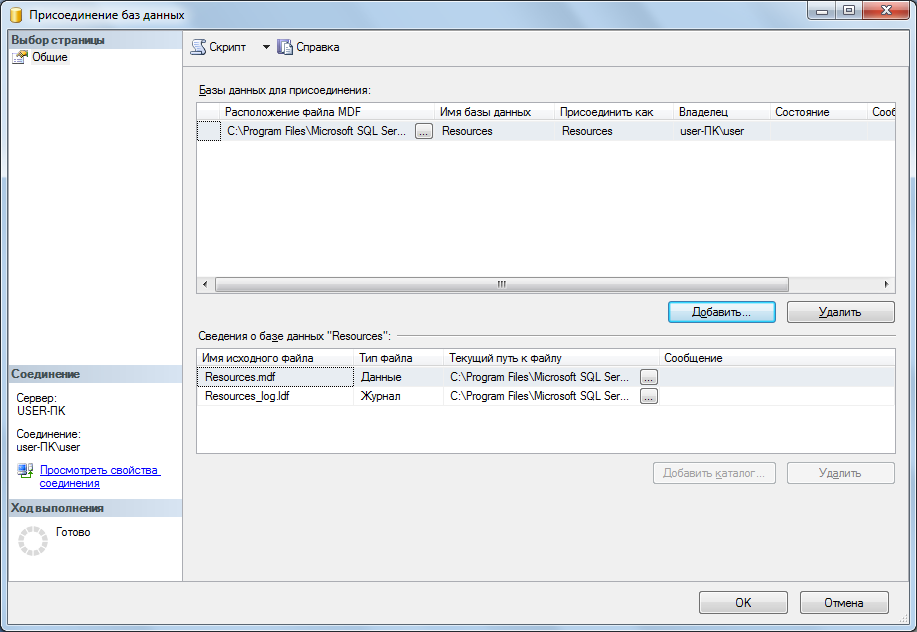 Присоединение баз данных
Выбор страницы
Общие
Скрипт Справка
Базы данных для присоединения:
Расположение файла MDF Имя базы данных Присоединить как Владелец Состояние Сооб
C:\Program Files\Microsoft SQL Ser... ... Resources Resources user-ПК\user
Добавить... Удалить
Сведения о базе данных "Resources":
Имя исходного файла Тип файла Текущий путь к файлу Сообщение
Resources.mdf Данные C:\Program Files\Microsoft SQL Ser... ...
Resources_log.ldf Журнал C:\Program Files\Microsoft SQL Ser... ...
Добавить каталог... Удалить
Соединение
Сервер:
USER-ПК
Соединение:
user-ПК\user
Просмотреть свойства
соединения
Ход выполнения
Готово
OK Отмена